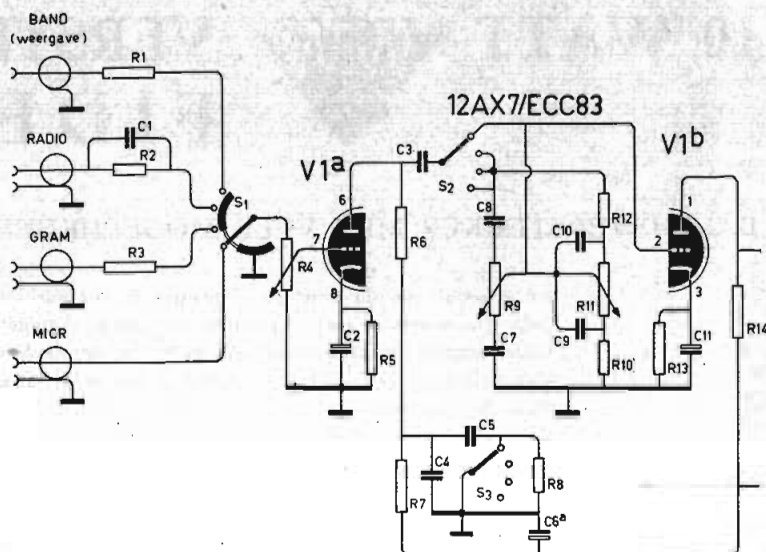 BAND
(weergave)
R1
RADIO
C1
R2
S1
GRAM
R3
MICR
R4
V1a
6
7
8
C2
R5
C3
R6
12AX7/ECC83
S2
C8
R12
C10
R9
R11
C7
C9
R10
V1b
1
2
3
R13
C11
R14
C5
C4
R7
S3
R8
C6a